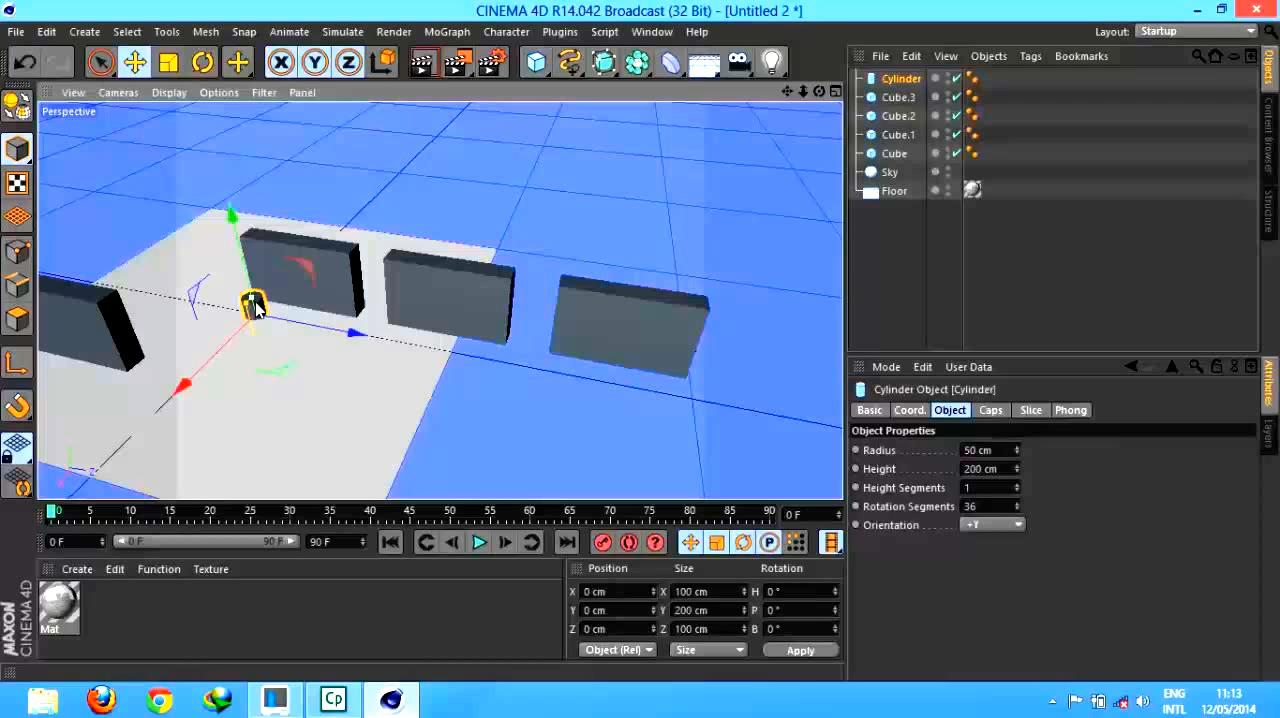 CINEMA 4D R14.042 Broadcast (32 Bit) - [Untitled 2 *]
File Edit Create Select Tools Mesh Snap Animate Simulate Render MoGraph Character Plugins Script Window Help Layout: Startup
X Y Z
File Edit View Objects Tags Bookmarks
View Cameras Display Options Filter Panel
Perspective
Cylinder
Cube.3
Cube.2
Cube.1
Cube
Sky
Floor
Objects
Content Browser
Structure
Mode Edit User Data
Cylinder Object [Cylinder]
Basic Coord. Object Caps Slice Phong
Object Properties
Radius 50 cm
Height 200 cm
Height Segments 1
Rotation Segments 36
Orientation +Y
Attributes
Layers
0 5 10 15 20 25 30 35 40 45 50 55 60 65 70 75 80 85 90 0 F
0 F 0 F 90 F 90 F
Create Edit Function Texture
Mat
MAXON CINEMA 4D
Position Size Rotation
X 0 cm X 100 cm H 0 °
Y 0 cm Y 200 cm P 0 °
Z 0 cm Z 100 cm B 0 °
Object (Rel) Size Apply
Cp
ENG
INTL
11:13
12/05/2014